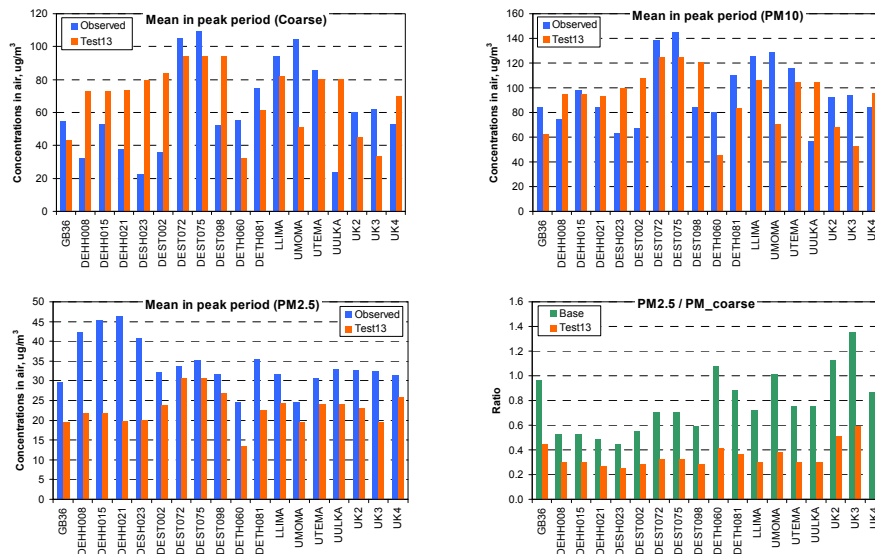 Mean in peak period (Coarse)
Observed
Test13
Concentrations in air, ug/m³
120
100
80
60
40
20
0
GB36
DEHH008
DEHH015
DEHH021
DESH023
DEST002
DEST072
DEST075
DEST098
DETH060
DETH081
LLIMA
UMOMA
UTEMA
UULKA
UK2
UK3
UK4
Mean in peak period (PM10)
Observed
Test13
Concentrations in air, ug/m³
160
140
120
100
80
60
40
20
0
GB36
DEHH008
DEHH015
DEHH021
DESH023
DEST002
DEST072
DEST075
DEST098
DETH060
DETH081
LLIMA
UMOMA
UTEMA
UULKA
UK2
UK3
UK4
Mean in peak period (PM2.5)
Observed
Test13
Concentrations in air, ug/m³
50
45
40
35
30
25
20
15
10
5
0
GB36
DEHH008
DEHH015
DEHH021
DESH023
DEST002
DEST072
DEST075
DEST098
DETH060
DETH081
LLIMA
UMOMA
UTEMA
UULKA
UK2
UK3
UK4
PM2.5 / PM_coarse
Base
Test13
Ratio
1.6
1.4
1.2
1.0
0.8
0.6
0.4
0.2
0.0
GB36
DEHH008
DEHH015
DEHH021
DESH023
DEST002
DEST072
DEST075
DEST098
DETH060
DETH081
LLIMA
UMOMA
UTEMA
UULKA
UK2
UK3
UK4